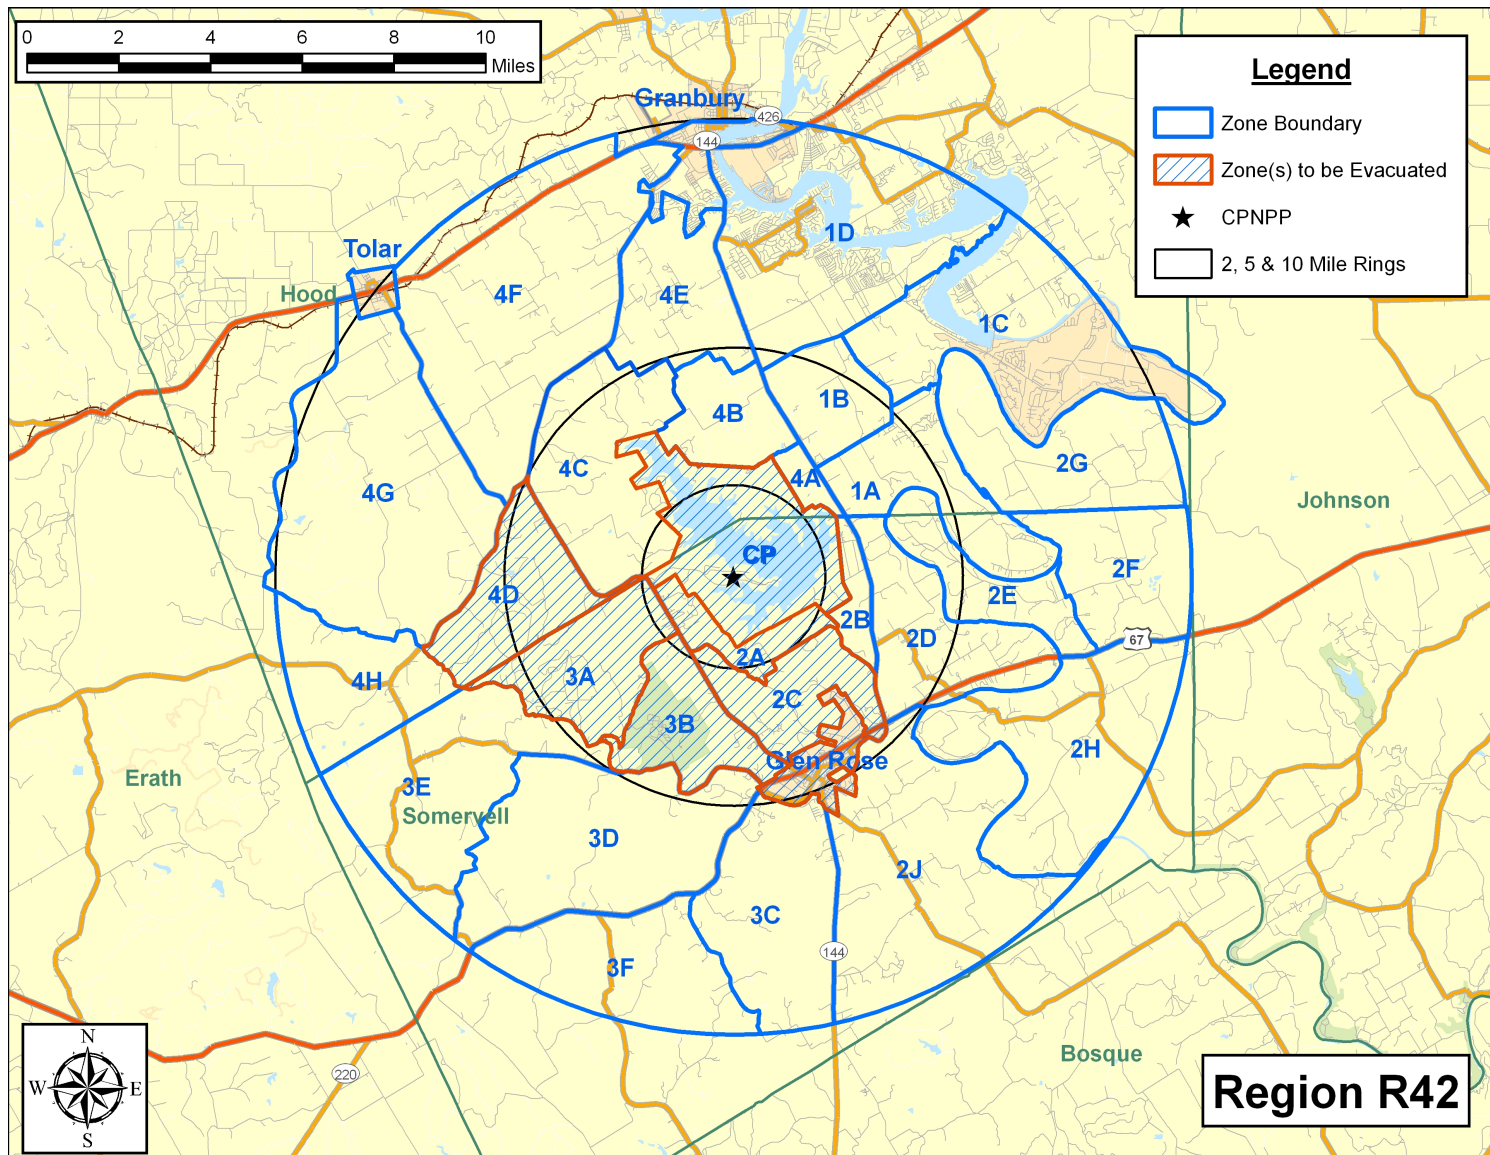 0 2 4 6 8 10
Miles
Legend
Zone Boundary
Zone(s) to be Evacuated
CPNPP
2, 5 & 10 Mile Rings
Granbury
426
144
1D
Tolar
Hood
4F
4E
1C
4B
1B
4C
4A
1A
2G
4G
Johnson
CP
4D
2B
2E
2F
2D
67
2A
3A
4H
2C
3B
2H
Glen Rose
Erath
3E
Somervell
3D
2J
3C
144
3F
Bosque
220
N
W E
S
Region R42